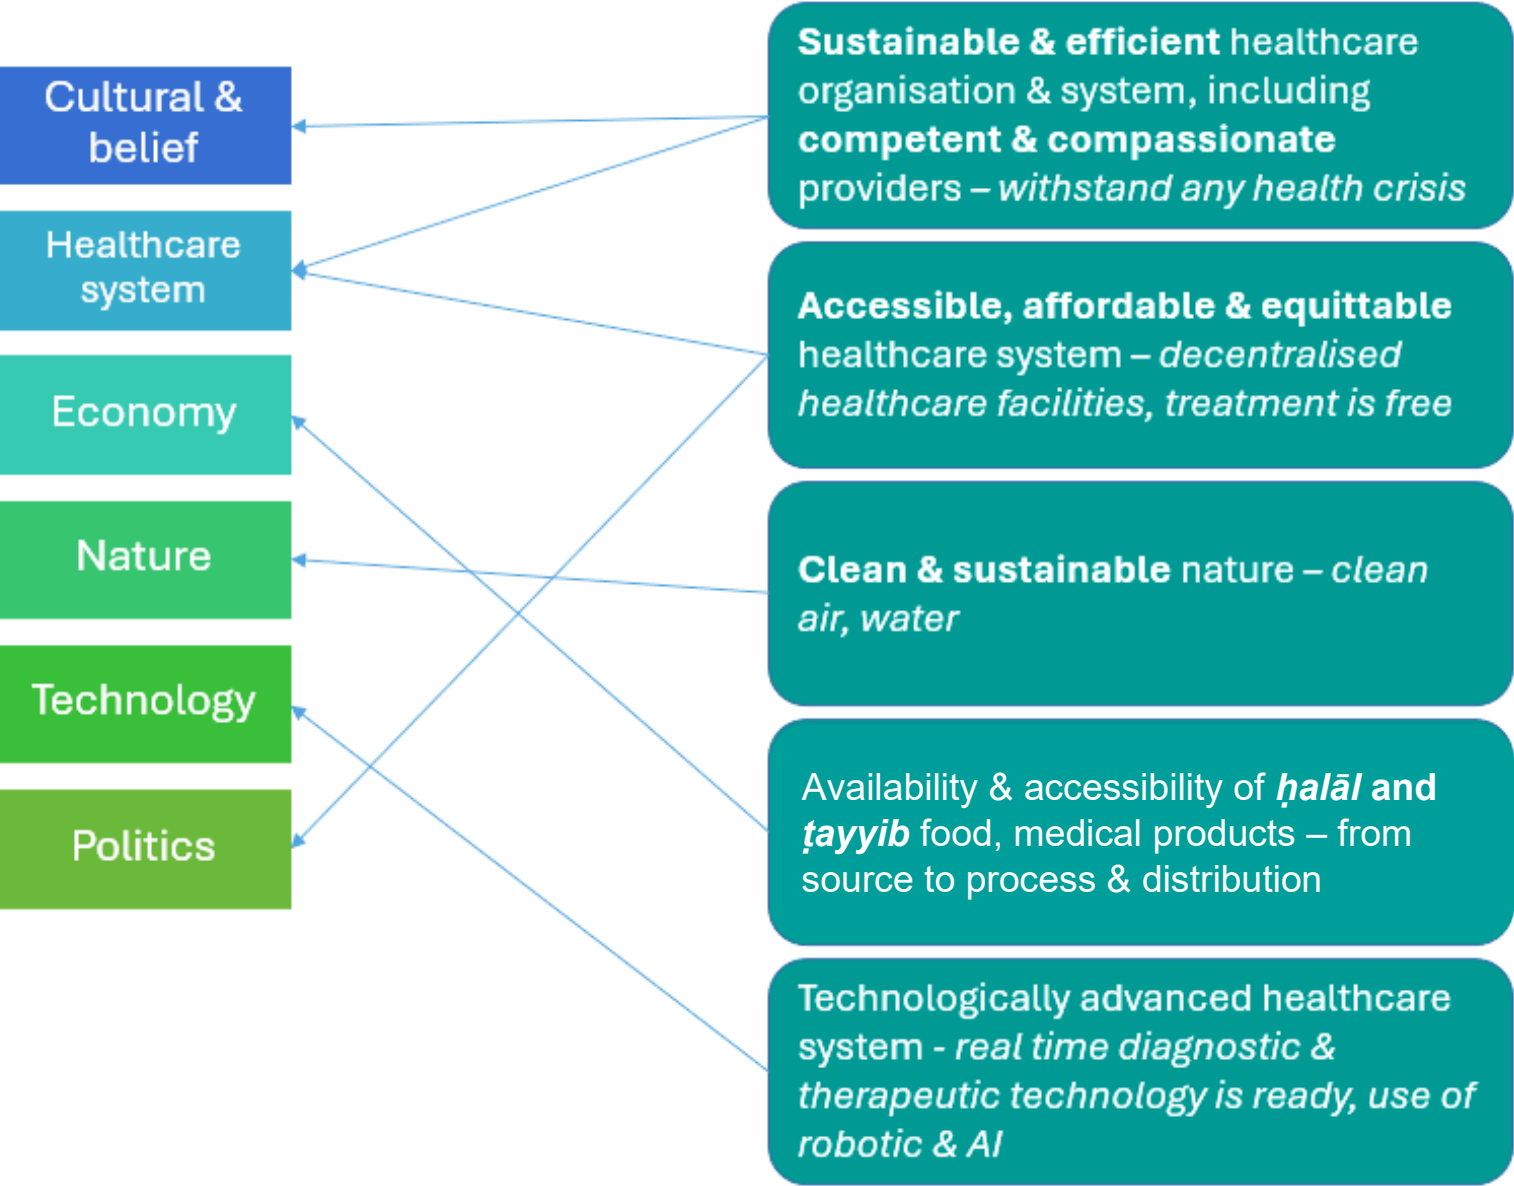 Cultural &
belief
Healthcare
system
Economy
Nature
Technology
Politics
Sustainable & efficient healthcare
organisation & system, including
competent & compassionate
providers – withstand any health crisis
Accessible, affordable & equittable
healthcare system – decentralised
healthcare facilities, treatment is free
Clean & sustainable nature – clean
air, water
Availability & accessibility of ḥalāl and
ṭayyib food, medical products – from
source to process & distribution
Technologically advanced healthcare
system - real time diagnostic &
therapeutic technology is ready, use of
robotic & AI